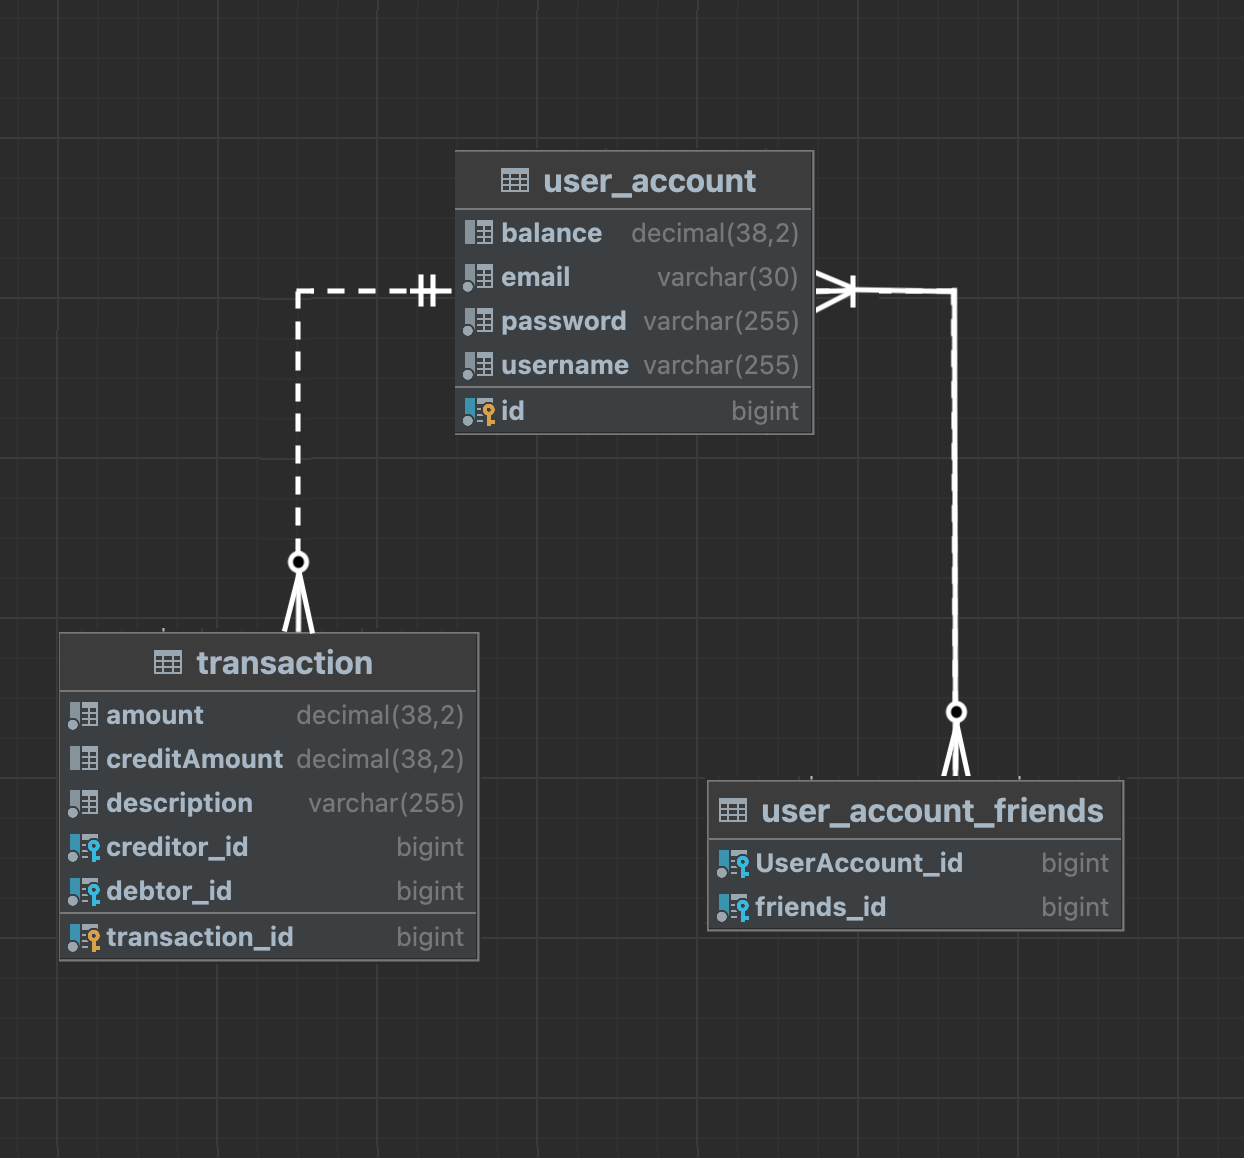 user_account
balance decimal(38,2)
email varchar(30)
password varchar(255)
username varchar(255)
id bigint
transaction
amount decimal(38,2)
creditAmount decimal(38,2)
description varchar(255)
creditor_id bigint
debtor_id bigint
transaction_id bigint
user_account_friends
UserAccount_id bigint
friends_id bigint